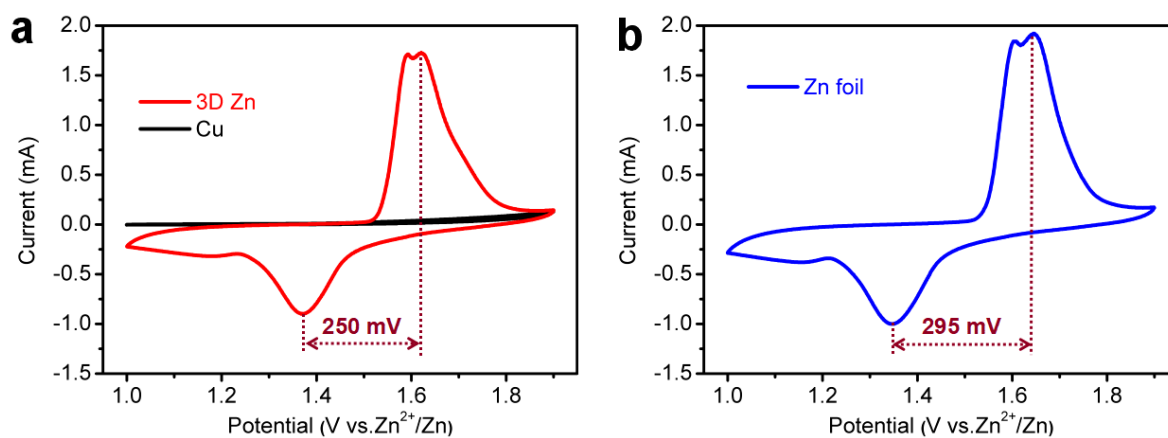 a
2.0
1.5
1.0
0.5
0.0
-0.5
-1.0
-1.5
Current (mA)
3D Zn
Cu
250 mV
1.0 1.2 1.4 1.6 1.8
Potential (V vs.Zn²⁺/Zn)
b
2.0
1.5
1.0
0.5
0.0
-0.5
-1.0
-1.5
Current (mA)
Zn foil
295 mV
1.0 1.2 1.4 1.6 1.8
Potential (V vs.Zn²⁺/Zn)